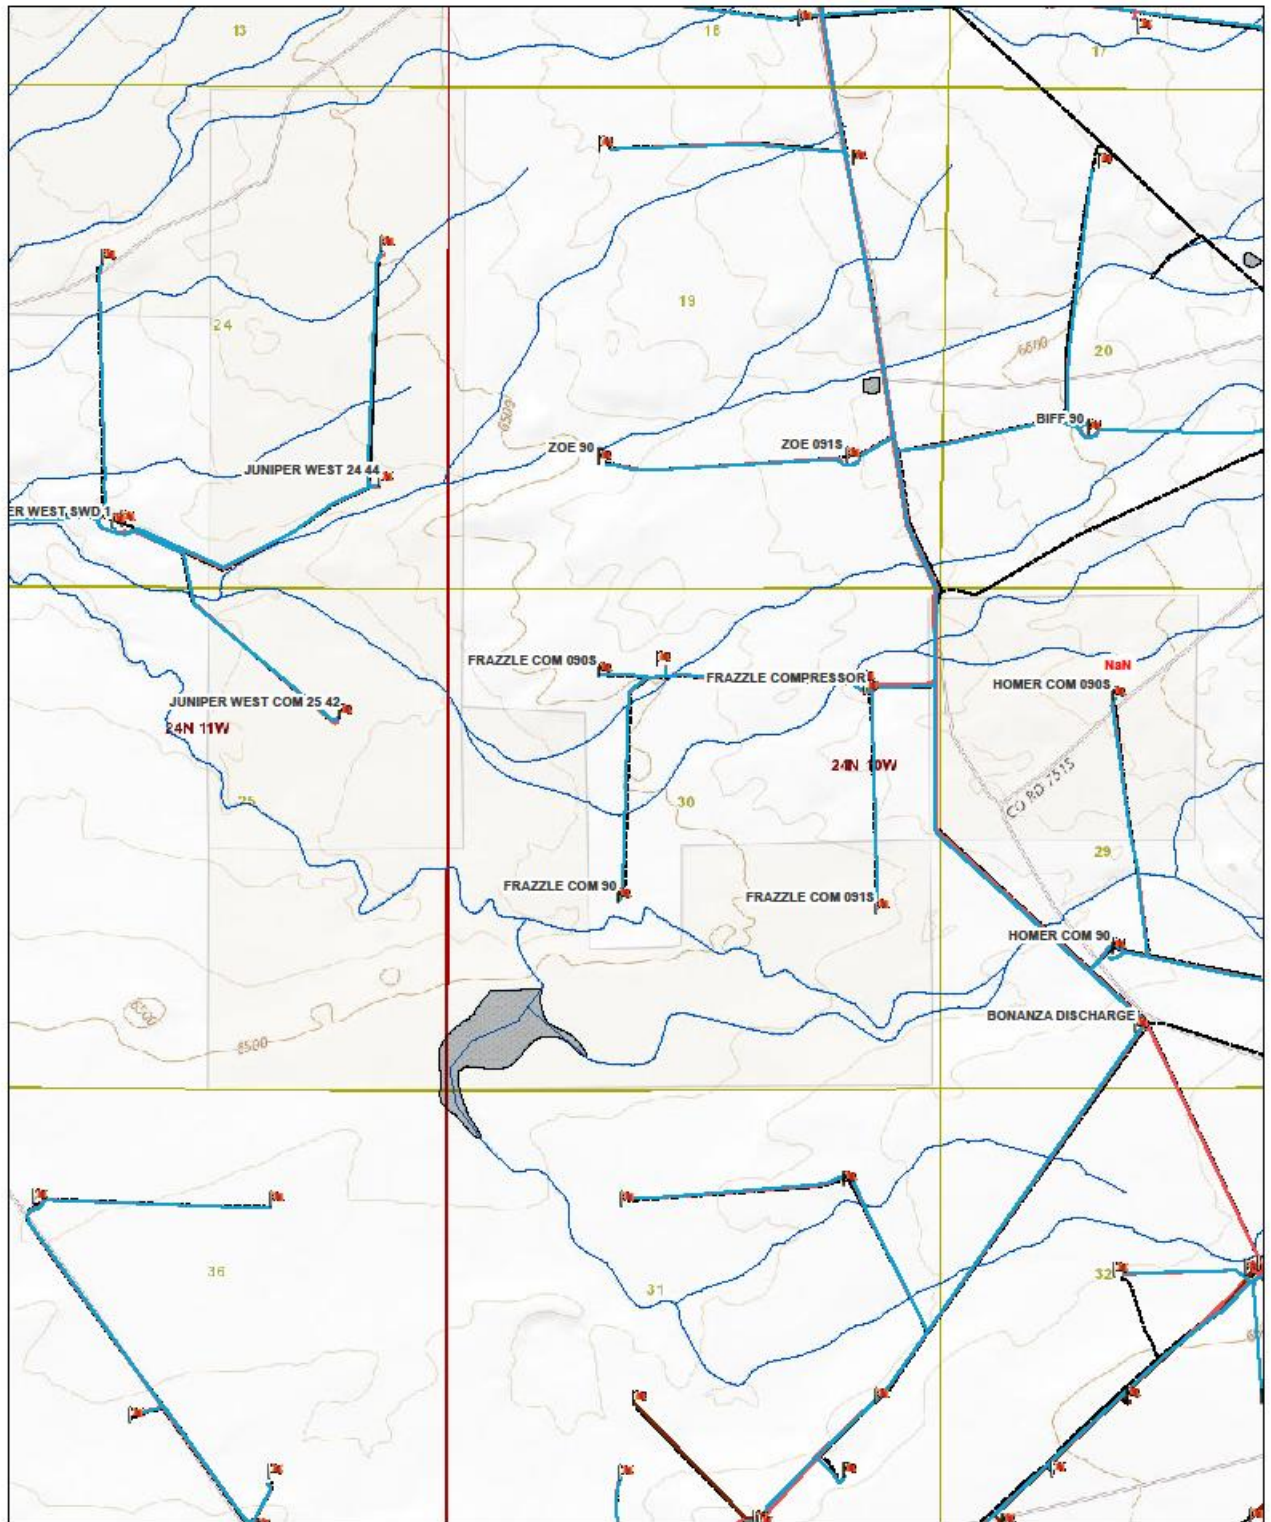 13
18
17
19
24
6600
20
6500
BIFF 90
ZOE 90
ZOE 091S
JUNIPER WEST 24 44
ER WEST SWD 1
FRAZZLE COM 090S
FRAZZLE COMPRESSOR
NaN
HOMER COM 090S
JUNIPER WEST COM 25 42
24N 11W
24N 10W
CO RD 7515
25
30
29
FRAZZLE COM 90
FRAZZLE COM 091S
HOMER COM 90
6500
BONANZA DISCHARGE
6500
36
31
32